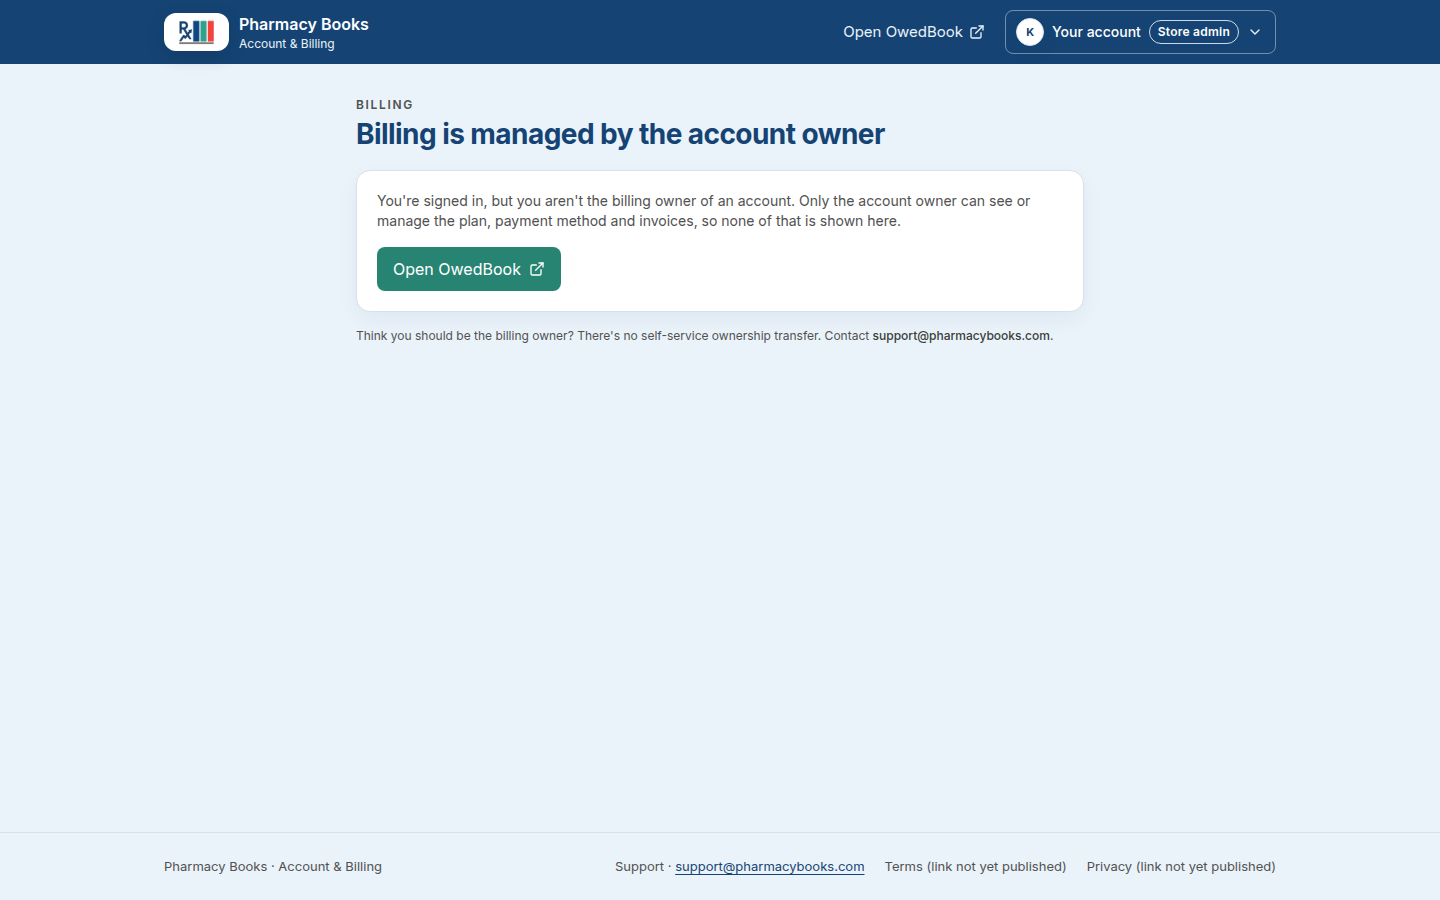 Rx
Pharmacy Books
Account & Billing
Open OwedBook
K Your account Store admin
BILLING
Billing is managed by the account owner
You're signed in, but you aren't the billing owner of an account. Only the account owner can see or
manage the plan, payment method and invoices, so none of that is shown here.
Open OwedBook
Think you should be the billing owner? There's no self-service ownership transfer. Contact support@pharmacybooks.com.
Pharmacy Books · Account & Billing
Support · support@pharmacybooks.com Terms (link not yet published) Privacy (link not yet published)